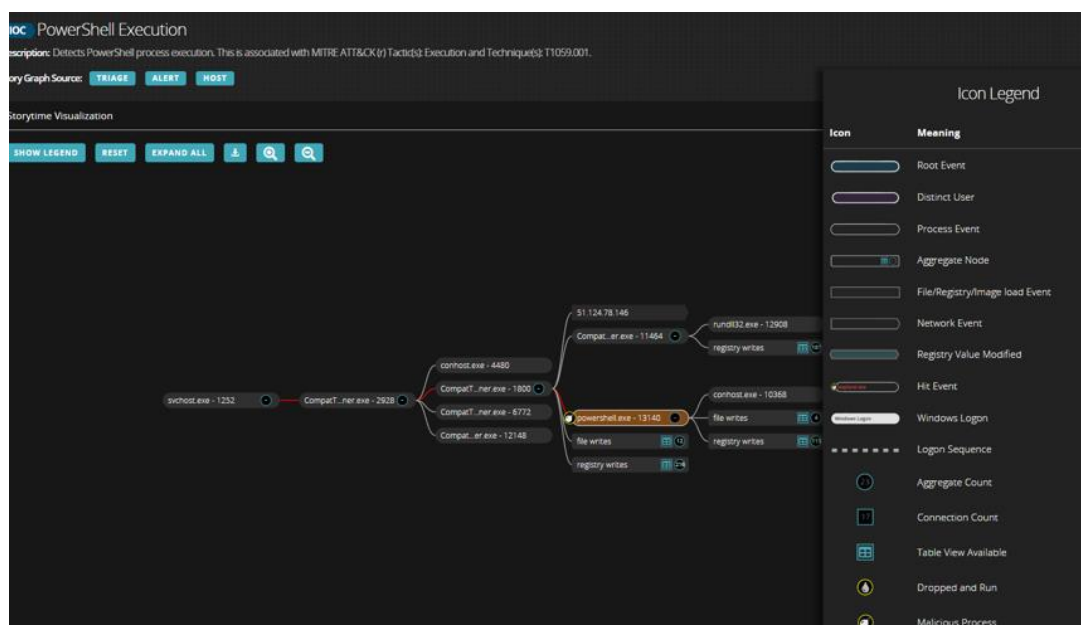 IOC PowerShell Execution
escription: Detects PowerShell process execution. This is associated with MITRE ATT&CK (r) Tactic(s): Execution and Technique(s): T1059.001.
ory Graph Source: TRIAGE ALERT HOST
Storytime Visualization
SHOW LEGEND RESET EXPAND ALL
svchost.exe - 1252
CompatT...ner.exe - 2928
conhost.exe - 4480
CompatT...ner.exe - 1800
CompatT...ner.exe - 6772
Compat...er.exe - 12148
51.124.78.146
Compat...er.exe - 11464
powershell.exe - 13140
file writes 12
registry writes
rundll32.exe - 12908
registry writes
conhost.exe - 10368
file writes 4
registry writes
Icon Legend
Icon Meaning
Root Event
Distinct User
Process Event
Aggregate Node
File/Registry/Image load Event
Network Event
Registry Value Modified
Hit Event
Windows Logon Windows Logon
Logon Sequence
21 Aggregate Count
17 Connection Count
Table View Available
Dropped and Run
Malicious Process